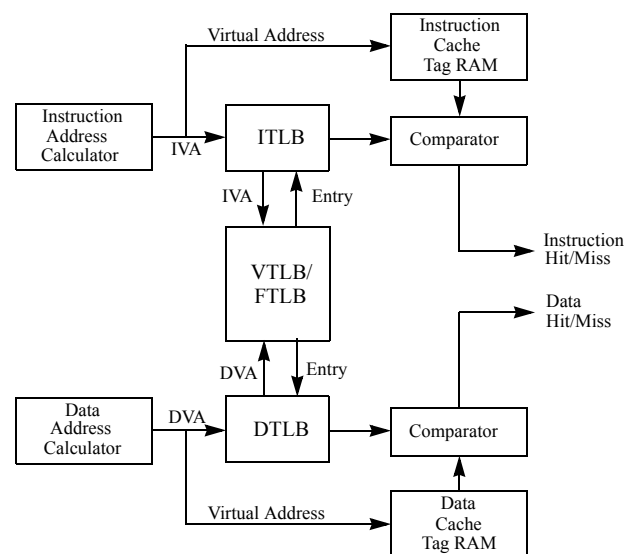 Virtual Address
Instruction
Cache
Tag RAM
Instruction
Address
Calculator
IVA
ITLB
Comparator
IVA
Entry
Instruction
Hit/Miss
VTLB/
FTLB
Data
Hit/Miss
DVA
Entry
Data
Address
Calculator
DVA
DTLB
Comparator
Virtual Address
Data
Cache
Tag RAM